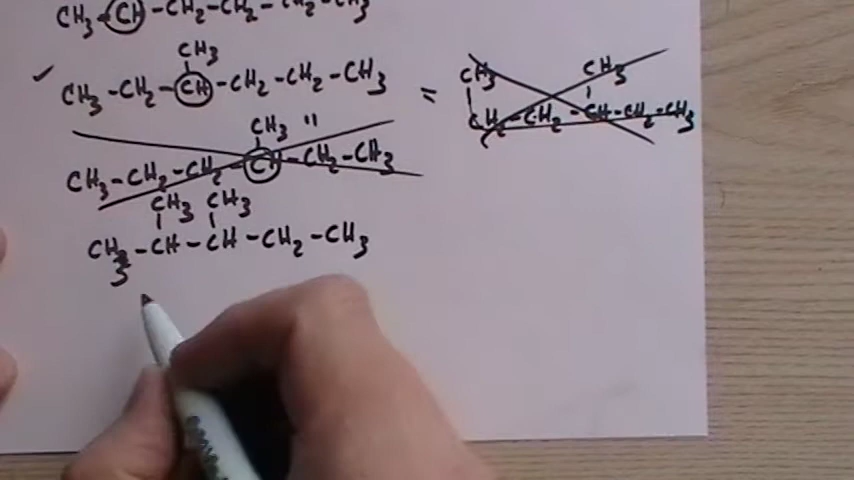 CH3-CH-CH2-CH2-CH2-CH3
CH3
✓ CH3-CH2-CH-CH2-CH2-CH3 =
CH3 CH3
CH2-CH2-CH-CH2-CH3
CH3 "
CH3-CH2-CH2-CH-CH2-CH3
CH3 CH3
CH3-CH-CH-CH2-CH3